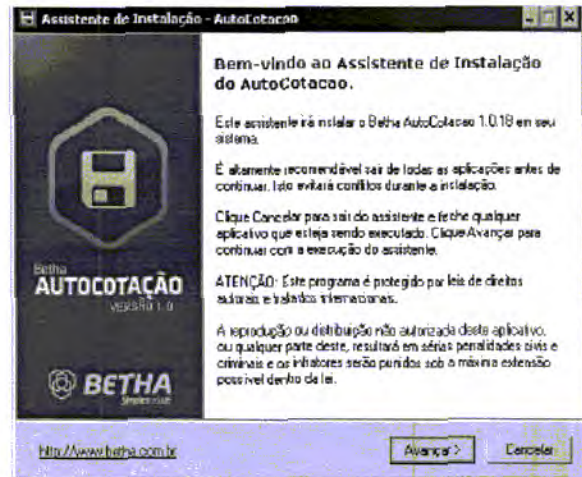 Assistente de Instalação - AutoCotacao
Bem-vindo ao Assistente de Instalação
do AutoCotacao.
Este assistente irá instalar o Betha AutoCotacao 1.0.18 em seu
sistema.
É altamente recomendável sair de todas as aplicações antes de
continuar. Isto evitará conflitos durante a instalação.
Clique Cancelar para sair do assistente e feche qualquer
aplicativo que esteja sendo executado. Clique Avançar para
continuar com a execução do assistente.
ATENÇÃO: Este programa é protegido por leis de direitos
autorais e tratados internacionais.
A reprodução ou distribuição não autorizada deste aplicativo,
ou qualquer parte deste, resultará em sérias penalidades civis e
criminais e os infratores serão punidos sob a máxima extensão
possível dentro da lei.
Betha
AUTOCOTAÇÃO
VERSÃO 1.0
BETHA
http://www.betha.com.br
Avançar >
Cancelar